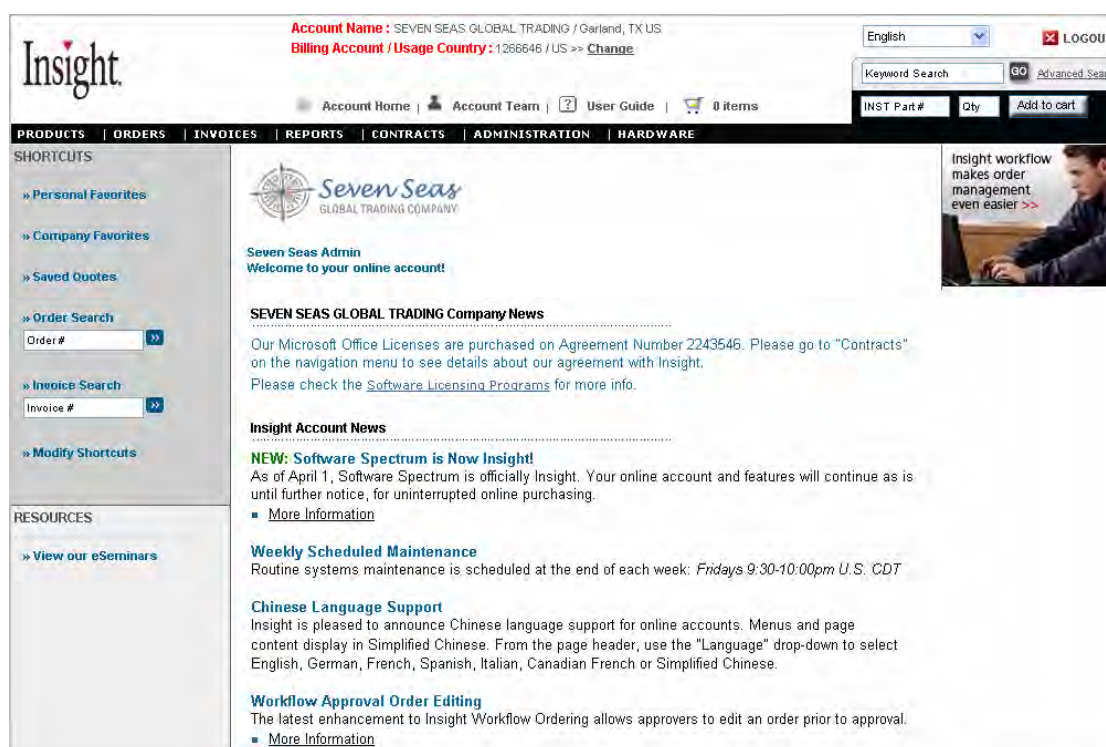 Insight
Account Name : SEVEN SEAS GLOBAL TRADING / Garland, TX US
Billing Account / Usage Country : 1266646 / US >> Change
English
LOGOU
Keyword Search
GO
Advanced Sear
Account Home | Account Team | ? User Guide | 0 items
INST Part#
Qty
Add to cart
PRODUCTS | ORDERS | INVOICES | REPORTS | CONTRACTS | ADMINISTRATION | HARDWARE
SHORTCUTS
» Personal Favorites
» Company Favorites
» Saved Quotes
» Order Search
Order #
»
» Invoice Search
Invoice #
»
» Modify Shortcuts
RESOURCES
» View our eSeminars
Seven Seas
GLOBAL TRADING COMPANY
Seven Seas Admin
Welcome to your online account!
SEVEN SEAS GLOBAL TRADING Company News
Our Microsoft Office Licenses are purchased on Agreement Number 2243546. Please go to "Contracts"
on the navigation menu to see details about our agreement with Insight.
Please check the Software Licensing Programs for more info.
Insight Account News
NEW: Software Spectrum is Now Insight!
As of April 1, Software Spectrum is officially Insight. Your online account and features will continue as is
until further notice, for uninterrupted online purchasing.
More Information
Weekly Scheduled Maintenance
Routine systems maintenance is scheduled at the end of each week: Fridays 9:30-10:00pm U.S. CDT
Chinese Language Support
Insight is pleased to announce Chinese language support for online accounts. Menus and page
content display in Simplified Chinese. From the page header, use the "Language" drop-down to select
English, German, French, Spanish, Italian, Canadian French or Simplified Chinese.
Workflow Approval Order Editing
The latest enhancement to Insight Workflow Ordering allows approvers to edit an order prior to approval.
More Information
Insight workflow
makes order
management
even easier >>